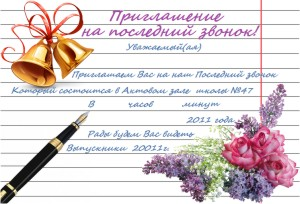 Приглашение
на последний звонок!
Уважаемый(ая)
Приглашаем Вас на наш Последний звонок
Который состоится в Актовом зале школы №47
В часов минут
2011 года
Рады будем Вас видеть
Выпускники 20011г.